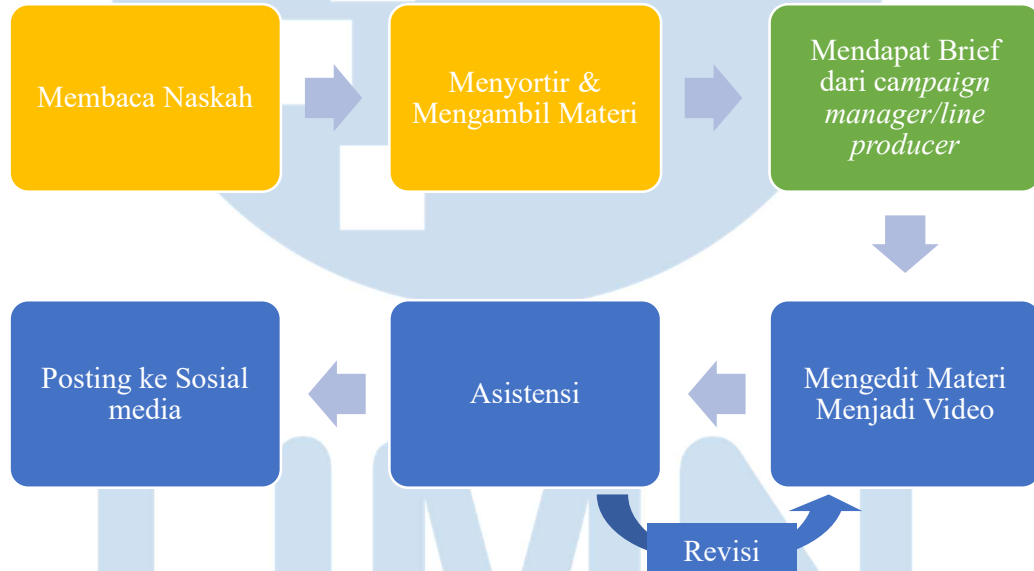 Membaca Naskah
Menyortir &
Mengambil Materi
Mendapat Brief
dari campaign
manager/line
producer
Mengedit Materi
Menjadi Video
Asistensi
Posting ke Sosial
media
Revisi
UMN